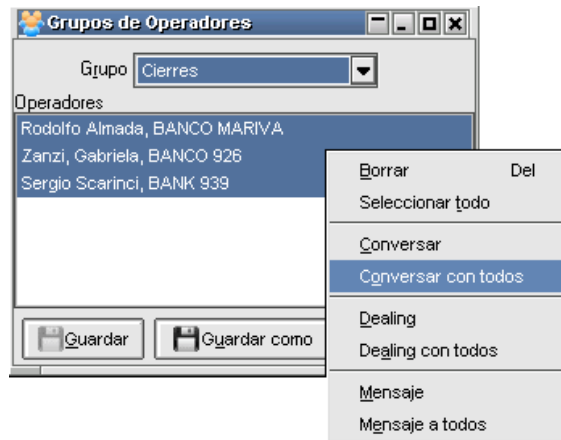 Grupos de Operadores
Grupo Cierres
Operadores
Rodolfo Almada, BANCO MARIVA
Zanzi, Gabriela, BANCO 926
Sergio Scarinci, BANK 939
Guardar Guardar como
Borrar Del
Seleccionar todo
Conversar
Conversar con todos
Dealing
Dealing con todos
Mensaje
Mensaje a todos